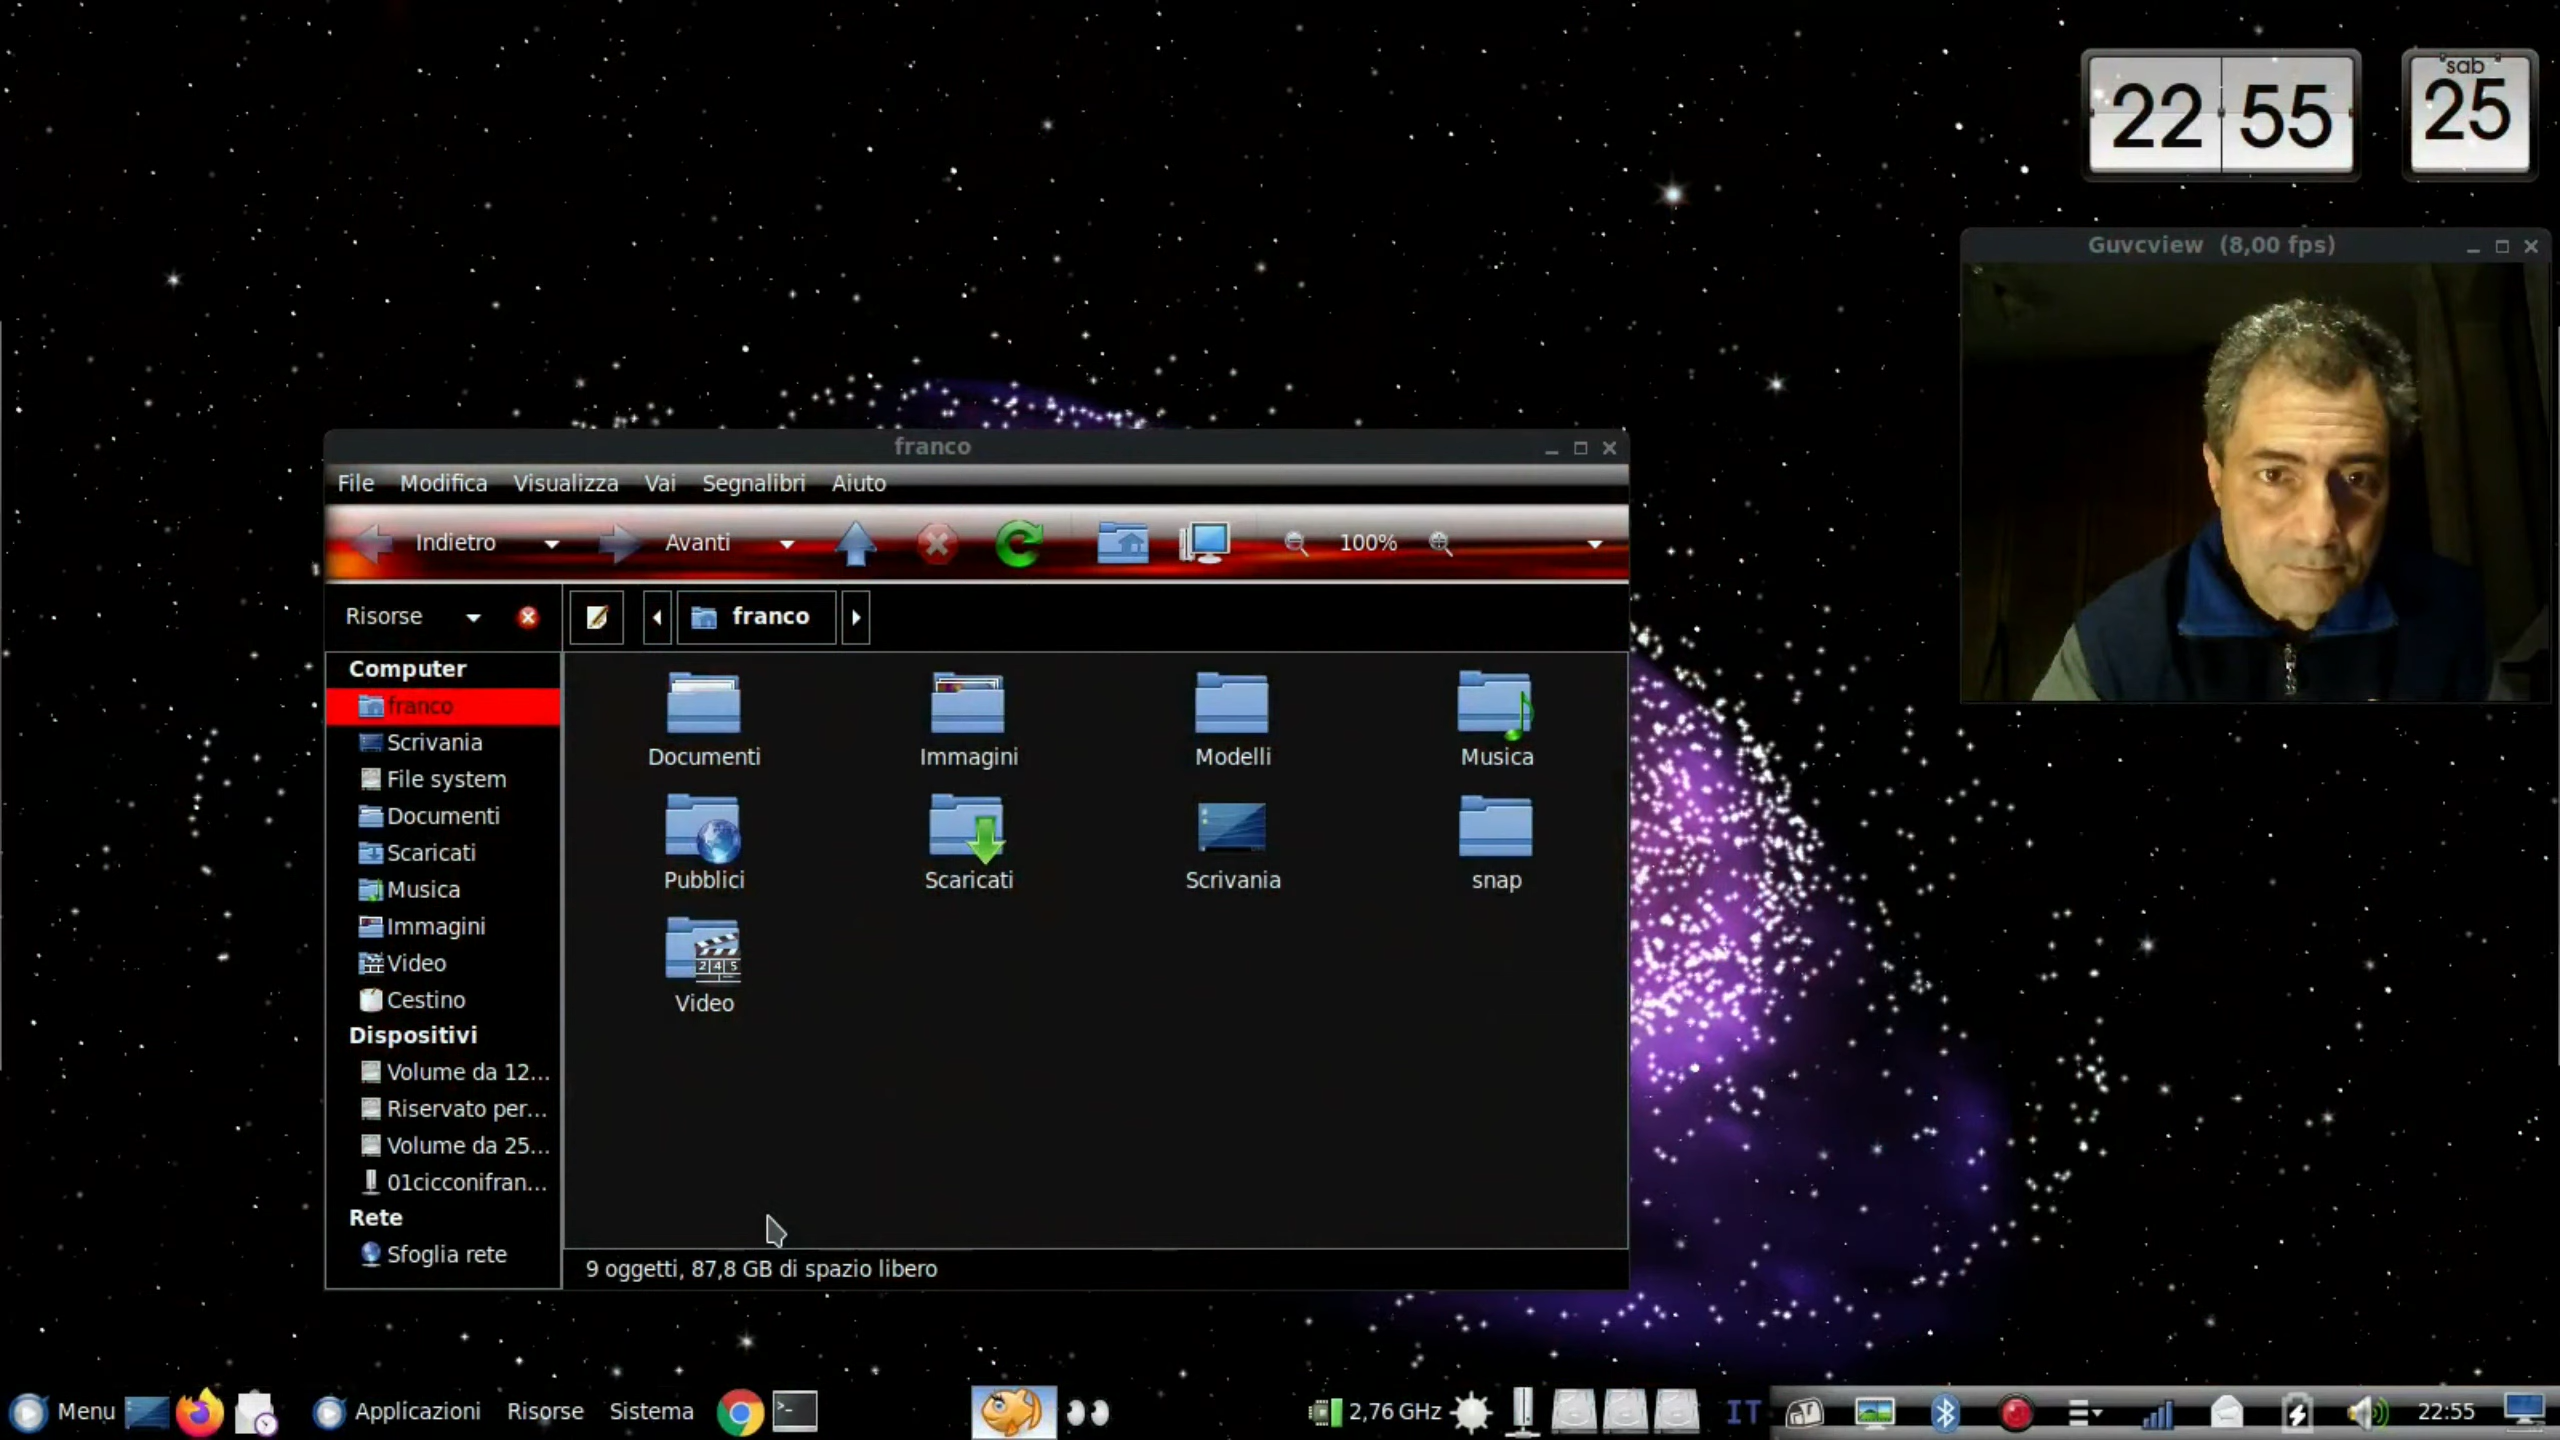 22 55
sab
25
Guvcview (8,00 fps)
franco
File Modifica Visualizza Vai Segnalibri Aiuto
Indietro Avanti 100%
Risorse franco
Computer
franco
Scrivania
File system
Documenti
Scaricati
Musica
Immagini
Video
Cestino
Dispositivi
Volume da 12...
Riservato per...
Volume da 25...
01cicconifran...
Rete
Sfoglia rete
Documenti Immagini Modelli Musica
Pubblici Scaricati Scrivania snap
2 4 5
Video
9 oggetti, 87,8 GB di spazio libero
Menu Applicazioni Risorse Sistema 2,76 GHz IT 22:55